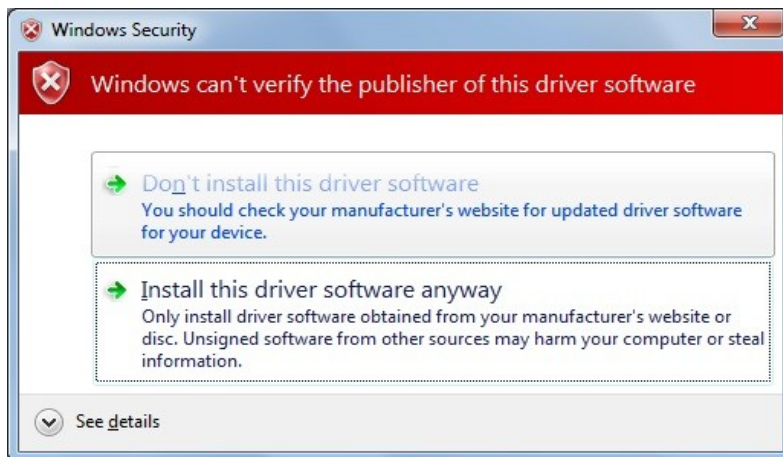 Windows Security
Windows can't verify the publisher of this driver software
Don't install this driver software
You should check your manufacturer's website for updated driver software
for your device.
Install this driver software anyway
Only install driver software obtained from your manufacturer's website or
disc. Unsigned software from other sources may harm your computer or steal
information.
See details